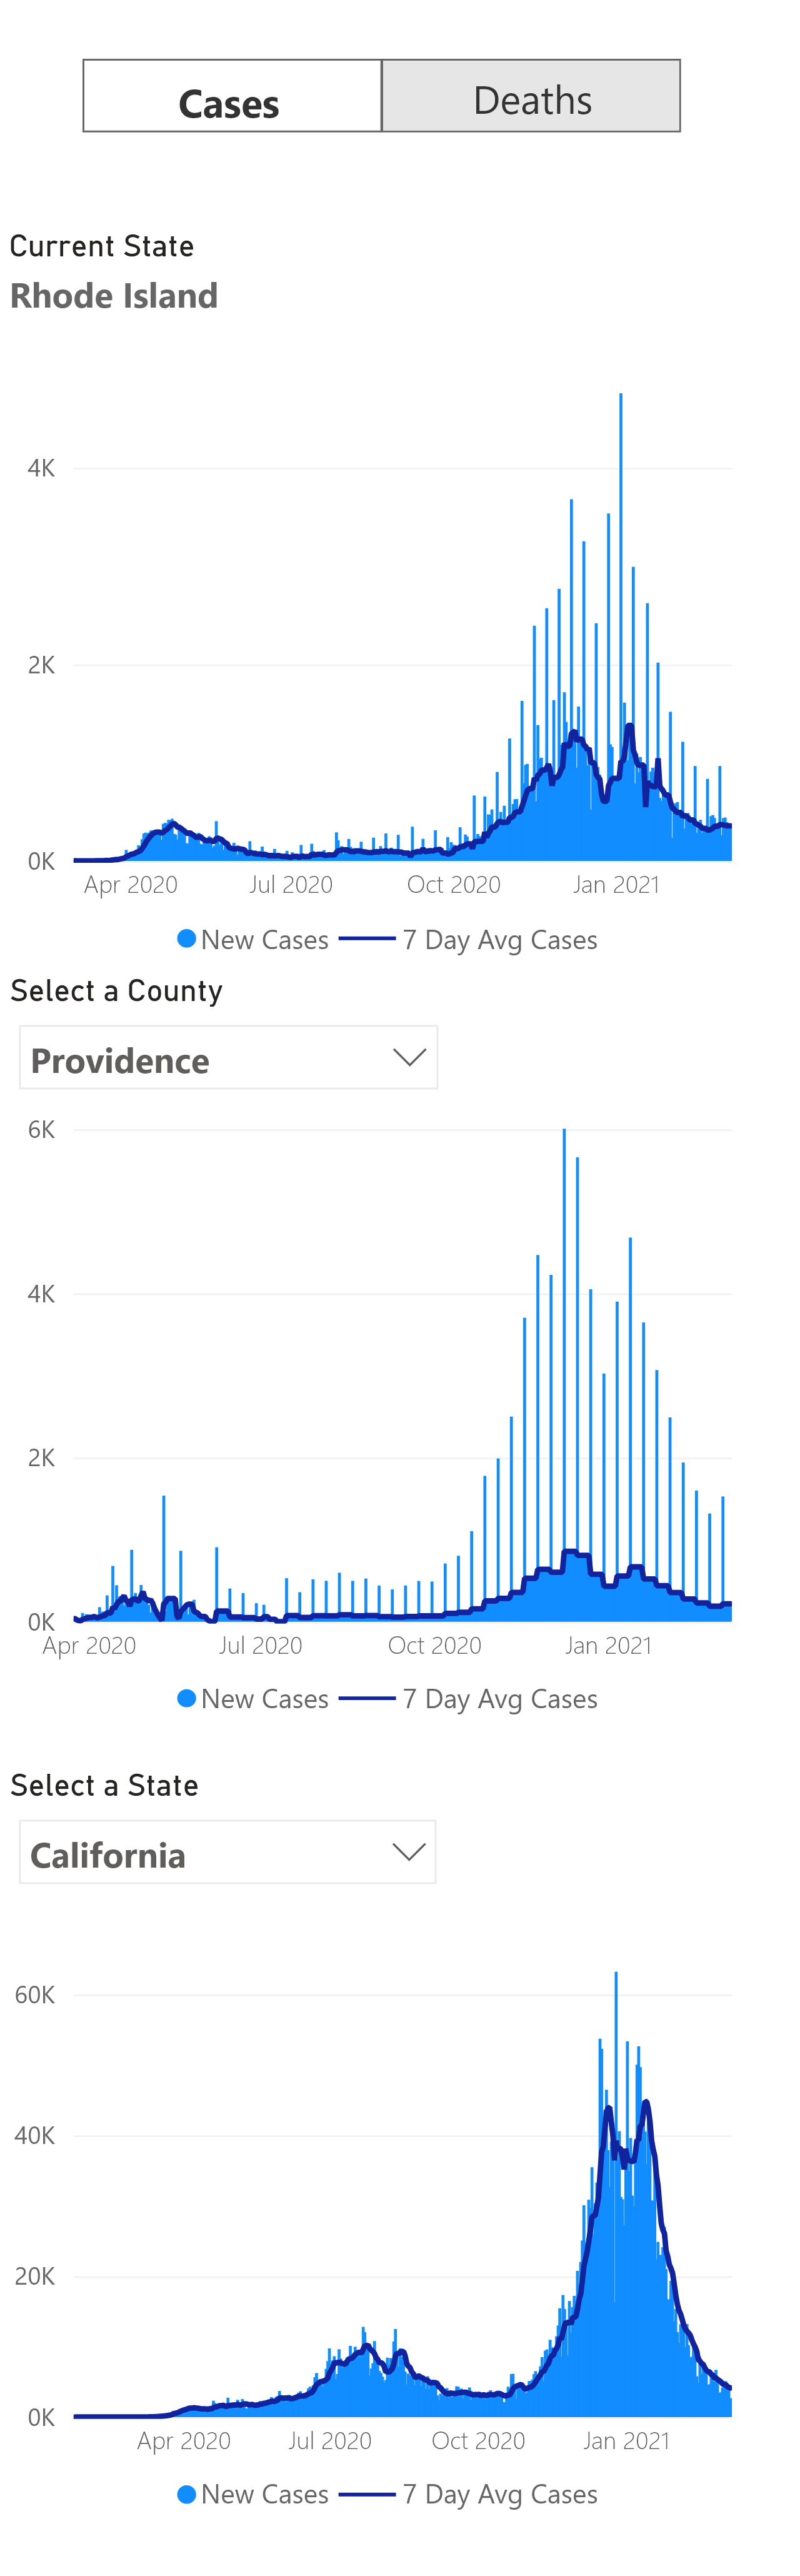 Cases Deaths
Current State
Rhode Island
4K
2K
0K
Apr 2020 Jul 2020 Oct 2020 Jan 2021
New Cases 7 Day Avg Cases
Select a County
Providence
6K
4K
2K
0K
Apr 2020 Jul 2020 Oct 2020 Jan 2021
New Cases 7 Day Avg Cases
Select a State
California
60K
40K
20K
0K
Apr 2020 Jul 2020 Oct 2020 Jan 2021
New Cases 7 Day Avg Cases